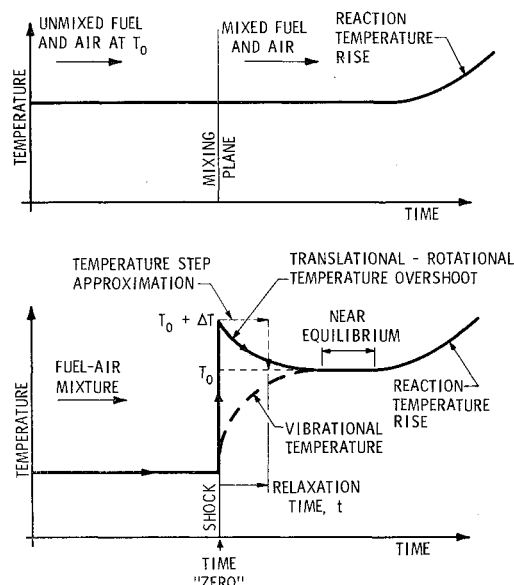 UNMIXED FUEL
AND AIR AT T0
MIXED FUEL
AND AIR
REACTION
TEMPERATURE
RISE
TEMPERATURE
MIXING
PLANE
TIME
TEMPERATURE STEP
APPROXIMATION
TRANSLATIONAL - ROTATIONAL
TEMPERATURE OVERSHOOT
T0 + ΔT
NEAR
EQUILIBRIUM
FUEL-AIR
MIXTURE
T0
REACTION-
TEMPERATURE
RISE
VIBRATIONAL
TEMPERATURE
TEMPERATURE
SHOCK
RELAXATION
TIME, t
TIME
"ZERO"
TIME